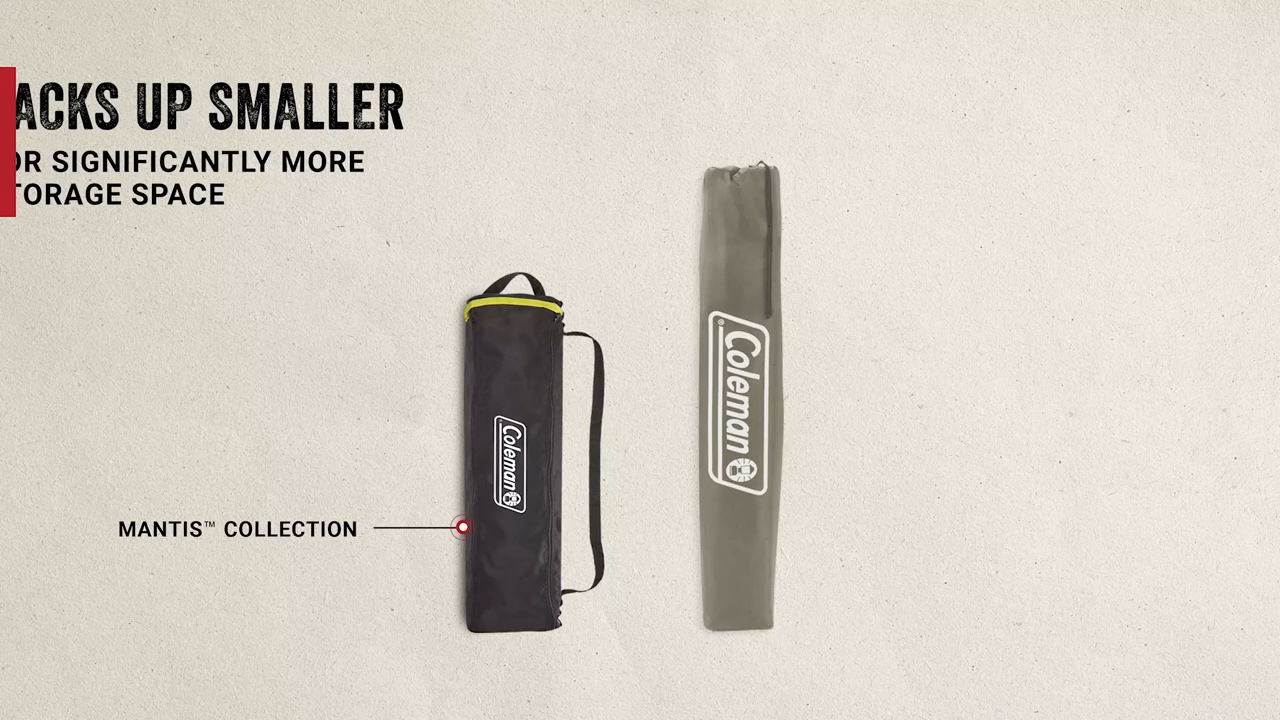 ACKS UP SMALLER
OR SIGNIFICANTLY MORE
TORAGE SPACE
Coleman
Coleman®
MANTIS™ COLLECTION